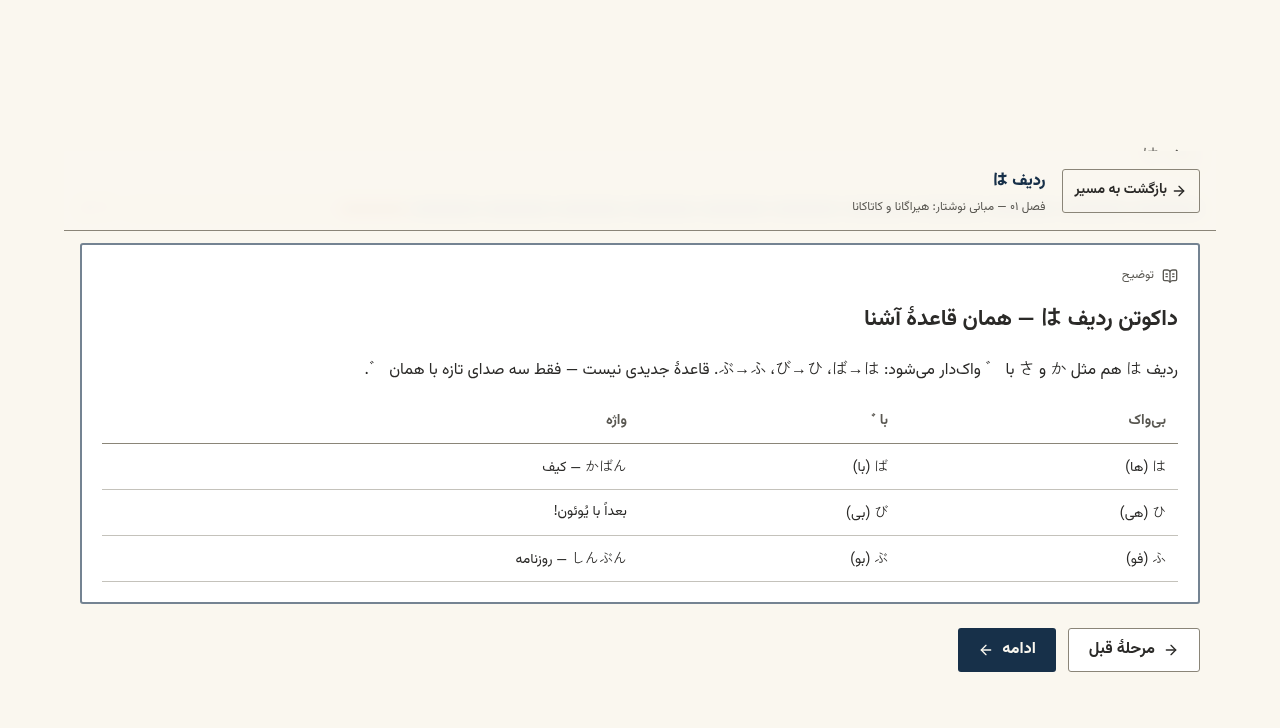 بازگشت به مسیر
ردیف は
فصل ۰۱ — مبانی نوشتار: هیراگانا و کاتاکانا
توضیح
داکوتن ردیف は — همان قاعدهٔ آشنا
ردیف は هم مثل か و さ با ゛ واک‌دار می‌شود: は→ば، ひ→び، ふ→ぶ. قاعدهٔ جدیدی نیست — فقط سه صدای تازه با همان ゛.
بی‌واک با ゛ واژه
は (ها) ば (با) かばん — کیف
ひ (هی) び (بی) بعداً با یُوئون!
ふ (فو) ぶ (بو) しんぶん — روزنامه
مرحلهٔ قبل
ادامه